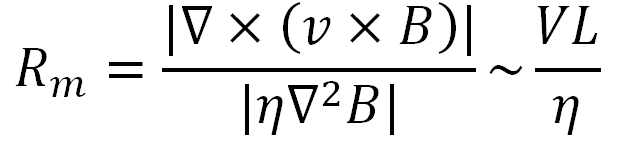 R_m = |∇ × (v × B)| / |η∇²B| ~ VL / η